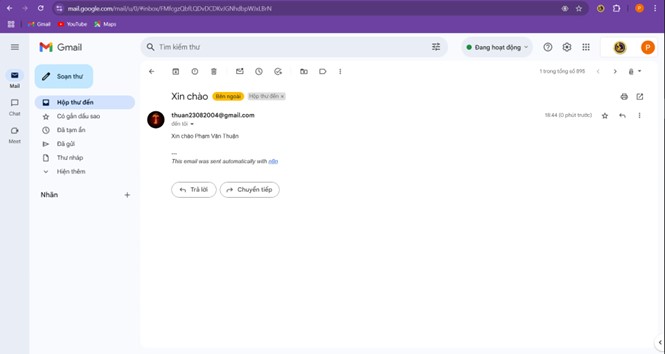 mail.google.com/mail/u/0/#inbox/FMfcgzQbfLQDvDCDKvlGNhdbpWJxLBrN
Gmail
YouTube
Maps
Gmail
Tìm kiếm thư
Đang hoạt động
P
Mail
Chat
Meet
Soạn thư
Hộp thư đến
Có gắn dấu sao
Đã tạm ẩn
Đã gửi
Thư nháp
Hiện thêm
Nhãn
1 trong tổng số 895
Xin chào Bên ngoài Hộp thư đến ×
thuan23082004@gmail.com
18:44 (0 phút trước)
đến tôi
Xin chào Phạm Văn Thuận
---
This email was sent automatically with n8n
Trả lời
Chuyển tiếp